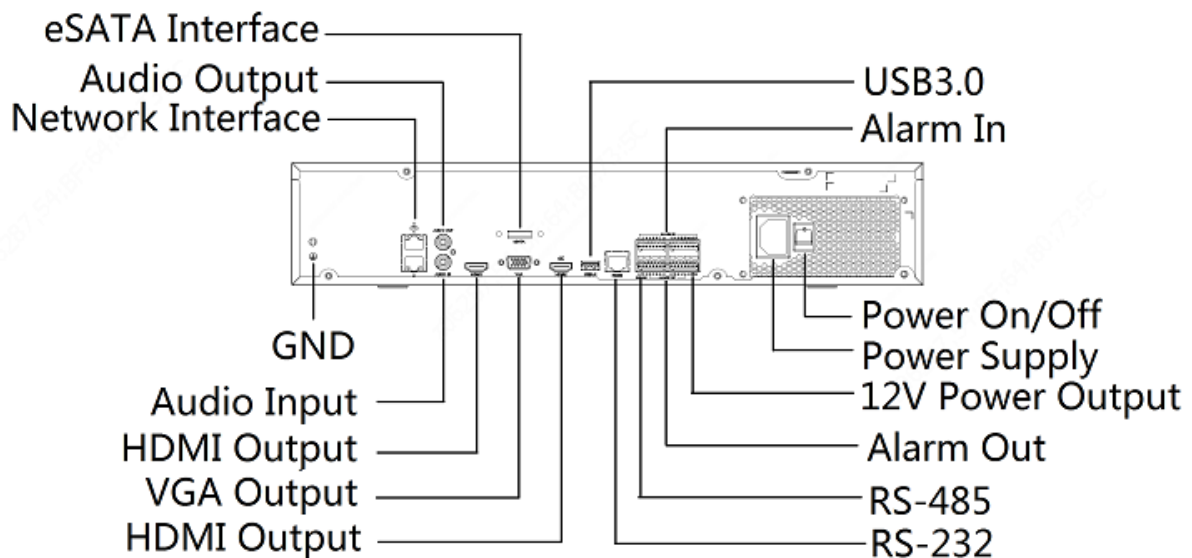 eSATA Interface
Audio Output
Network Interface
USB3.0
Alarm In
GND
Audio Input
HDMI Output
VGA Output
HDMI Output
Power On/Off
Power Supply
12V Power Output
Alarm Out
RS-485
RS-232